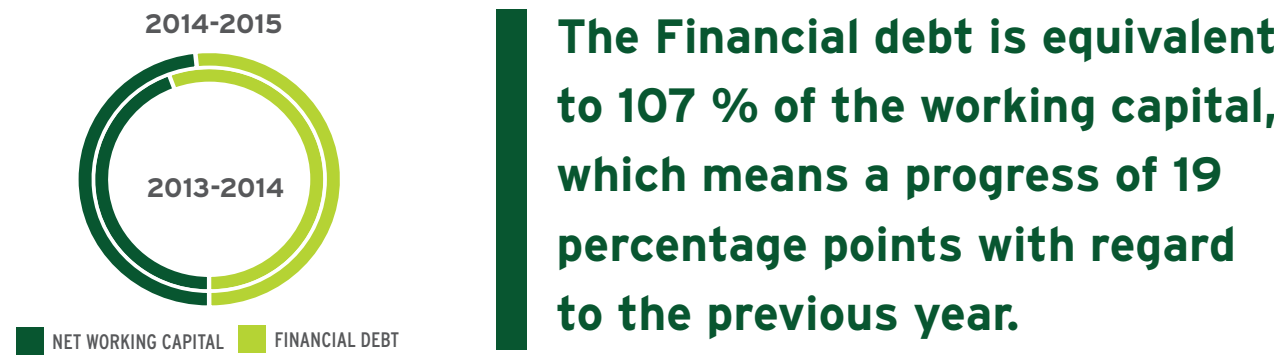 2014-2015
2013-2014
NET WORKING CAPITAL
FINANCIAL DEBT
The Financial debt is equivalent
to 107 % of the working capital,
which means a progress of 19
percentage points with regard
to the previous year.